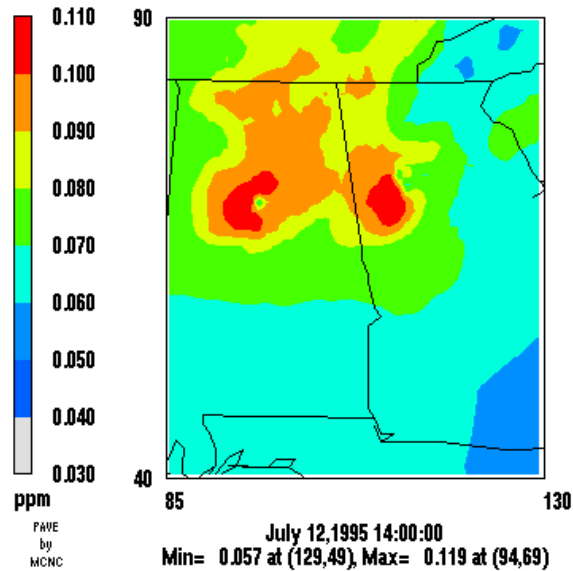 0.110
0.100
0.090
0.080
0.070
0.060
0.050
0.040
0.030
ppm
PAVE
by
MCNC
90
40
85 130
July 12,1995 14:00:00
Min= 0.057 at (129,49), Max= 0.119 at (94,69)